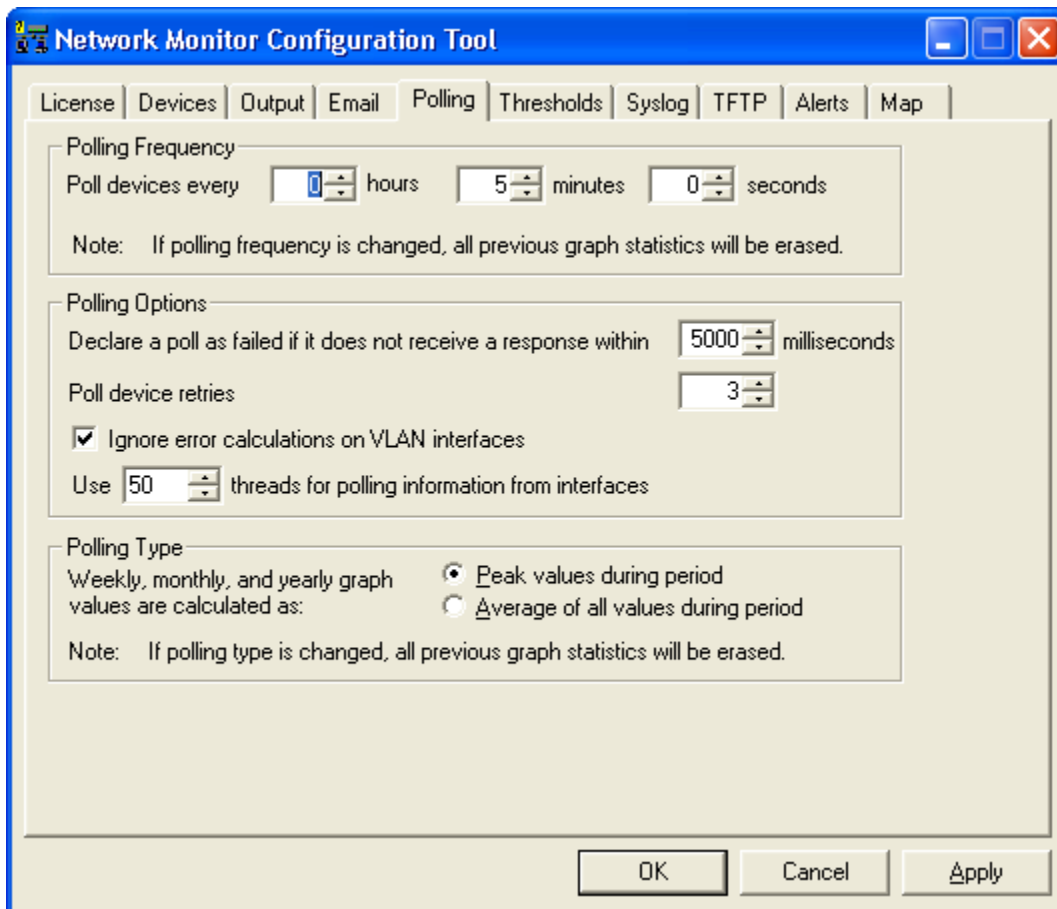 Network Monitor Configuration Tool
License Devices Output Email Polling Thresholds Syslog TFTP Alerts Map
Polling Frequency
Poll devices every 0 hours 5 minutes 0 seconds
Note: If polling frequency is changed, all previous graph statistics will be erased.
Polling Options
Declare a poll as failed if it does not receive a response within 5000 milliseconds
Poll device retries 3
Ignore error calculations on VLAN interfaces
Use 50 threads for polling information from interfaces
Polling Type
Weekly, monthly, and yearly graph
values are calculated as:
Peak values during period
Average of all values during period
Note: If polling type is changed, all previous graph statistics will be erased.
OK Cancel Apply